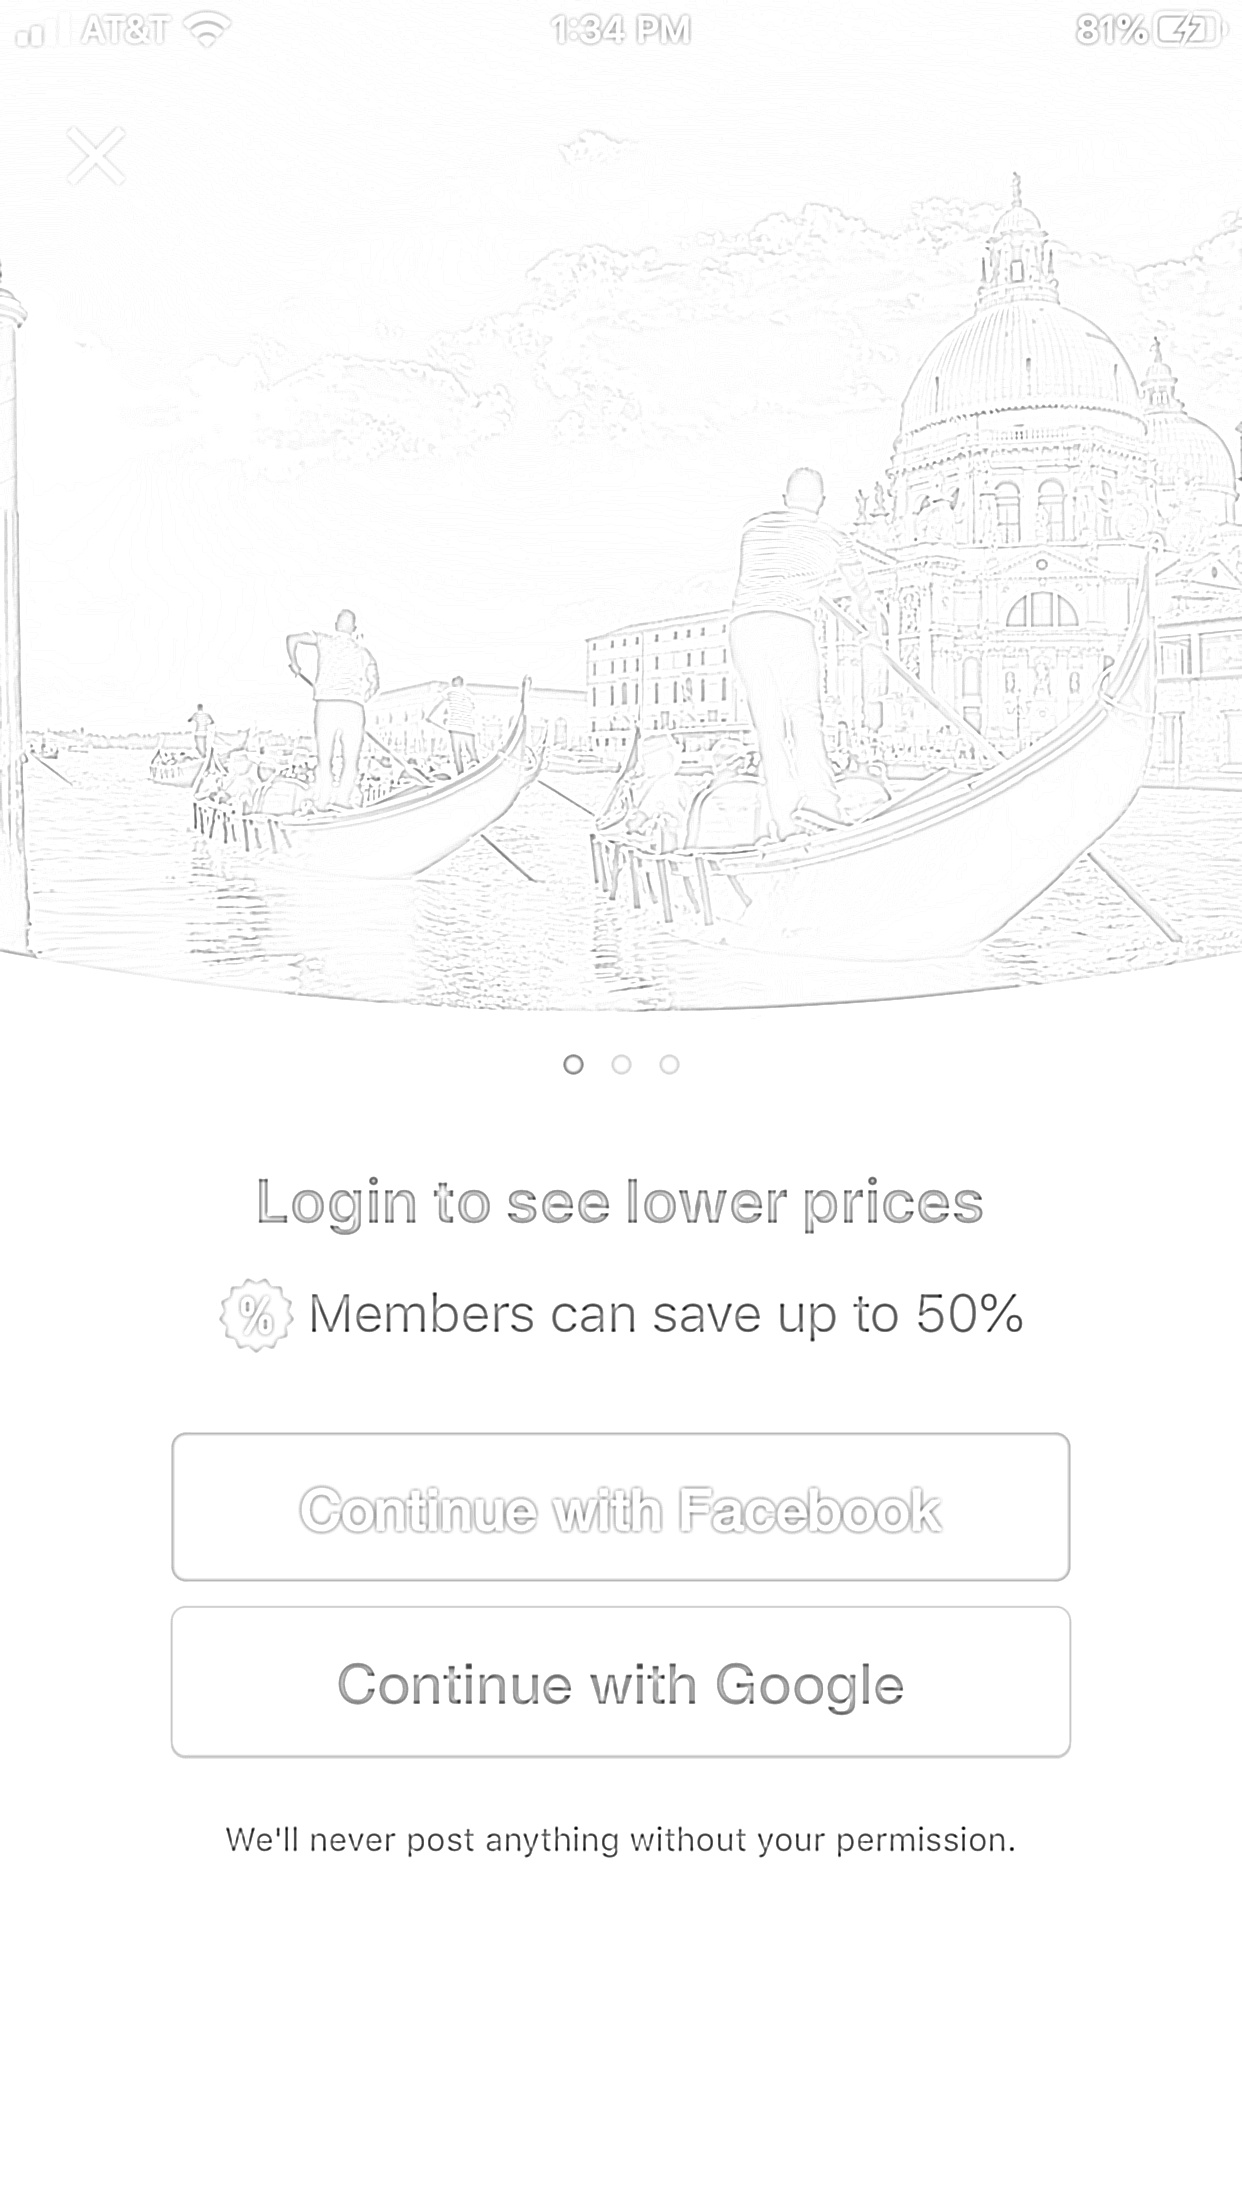 AT&T 1:34 PM 81%
Login to see lower prices
% Members can save up to 50%
Continue with Facebook
Continue with Google
We'll never post anything without your permission.